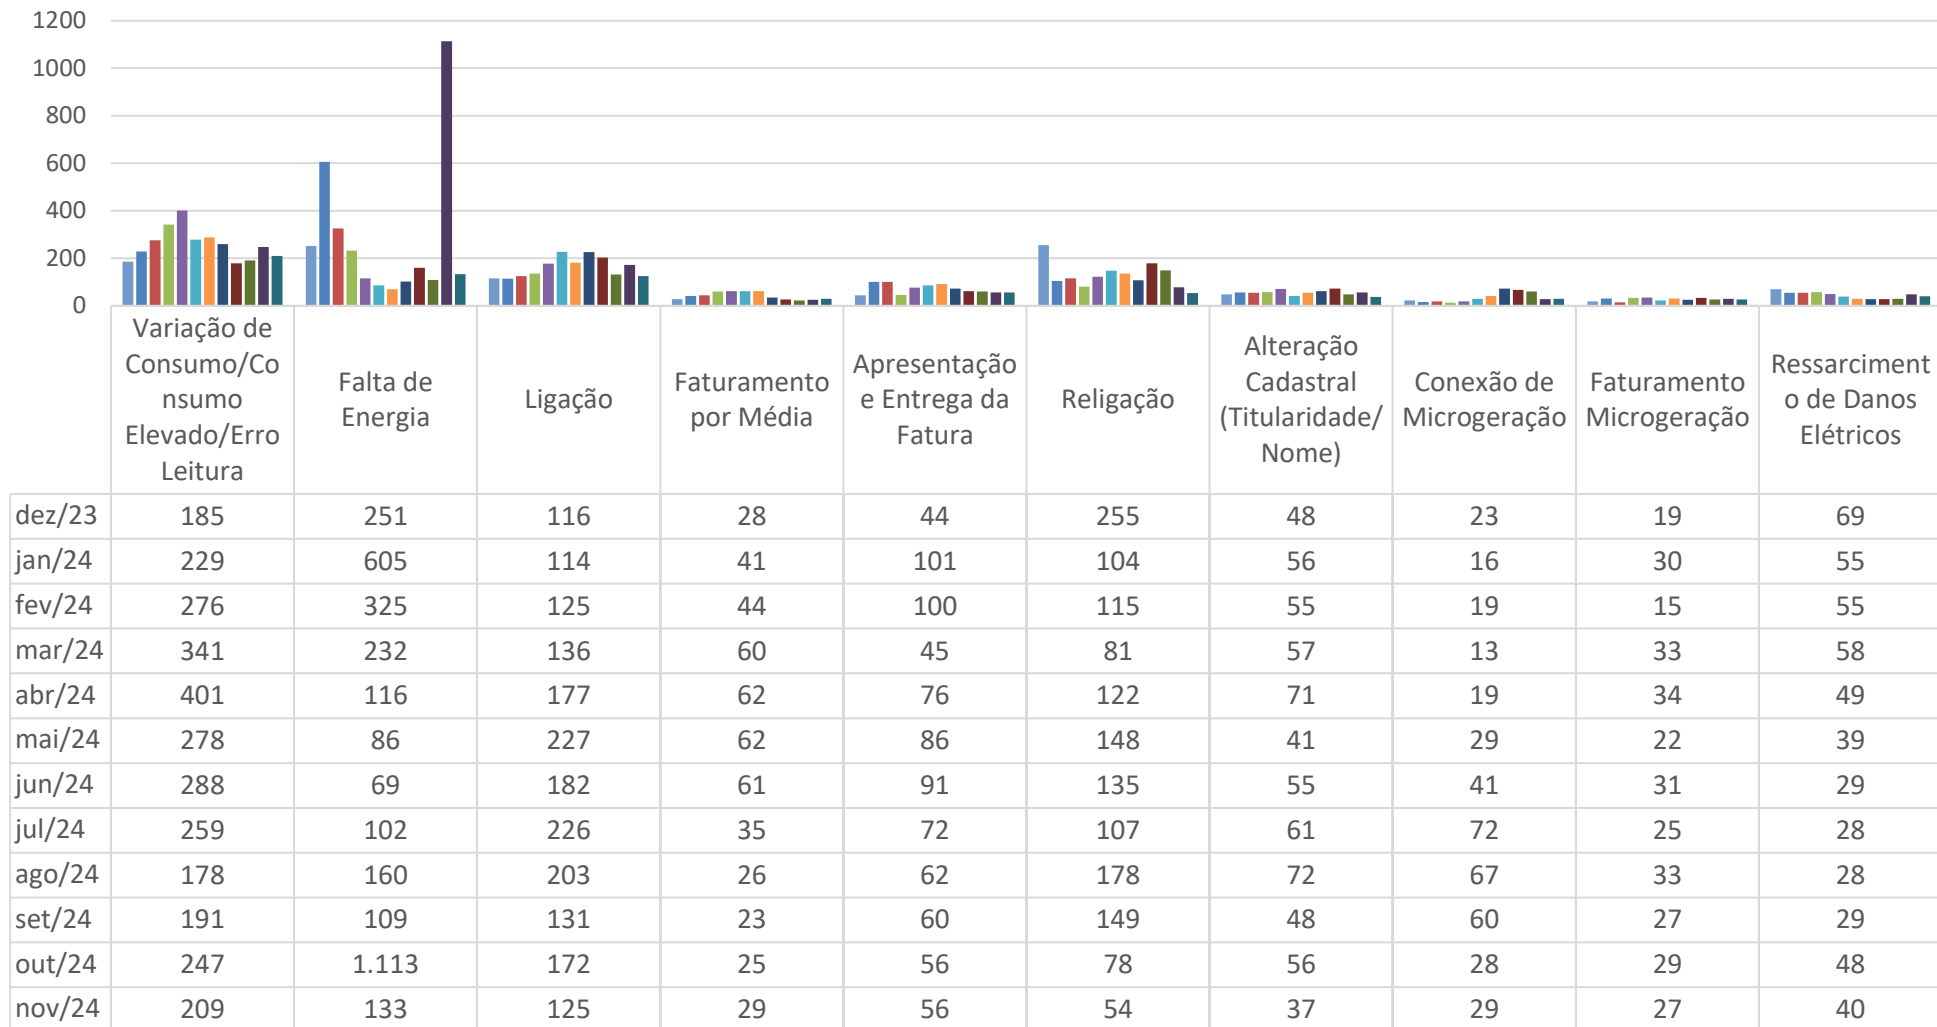 1200
1000
800
600
400
200
0
Variação de
Consumo/Co
nsumo
Elevado/Erro
Leitura
Falta de
Energia
Ligação
Faturamento
por Média
Apresentação
e Entrega da
Fatura
Religação
Alteração
Cadastral
(Titularidade/
Nome)
Conexão de
Microgeração
Faturamento
Microgeração
Ressarciment
o de Danos
Elétricos
dez/23 185 251 116 28 44 255 48 23 19 69
jan/24 229 605 114 41 101 104 56 16 30 55
fev/24 276 325 125 44 100 115 55 19 15 55
mar/24 341 232 136 60 45 81 57 13 33 58
abr/24 401 116 177 62 76 122 71 19 34 49
mai/24 278 86 227 62 86 148 41 29 22 39
jun/24 288 69 182 61 91 135 55 41 31 29
jul/24 259 102 226 35 72 107 61 72 25 28
ago/24 178 160 203 26 62 178 72 67 33 28
set/24 191 109 131 23 60 149 48 60 27 29
out/24 247 1.113 172 25 56 78 56 28 29 48
nov/24 209 133 125 29 56 54 37 29 27 40